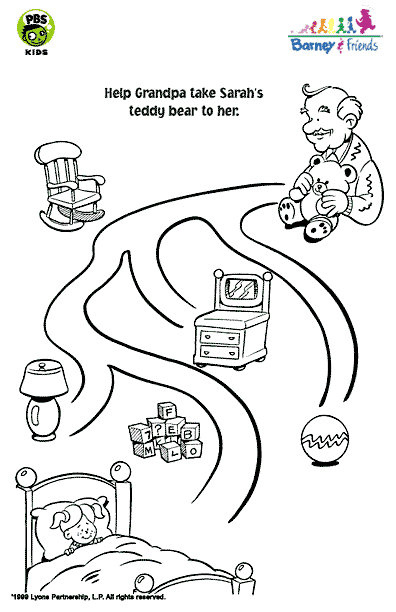 PBS
KIDS
Barney & Friends
Help Grandpa take Sarah's
teddy bear to her.
F
? E B
M L O
*1999 Lyons Partnership, L.P. All rights reserved.